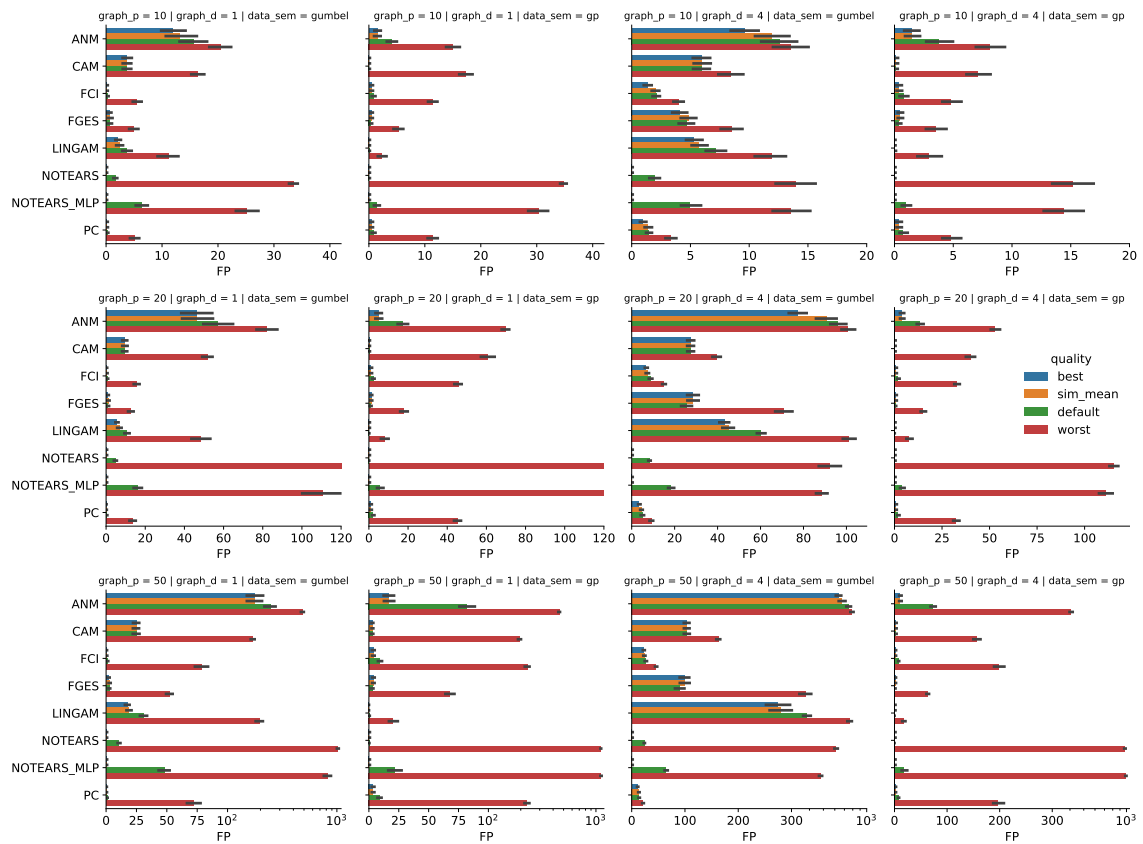 graph_p = 10 | graph_d = 1 | data_sem = gumbel
graph_p = 10 | graph_d = 1 | data_sem = gp
graph_p = 10 | graph_d = 4 | data_sem = gumbel
graph_p = 10 | graph_d = 4 | data_sem = gp
ANM
CAM
FCI
FGES
LINGAM
NOTEARS
NOTEARS_MLP
PC
0 10 20 30 40
0 10 20 30 40
0 5 10 15 20
0 5 10 15 20
FP
FP
FP
FP
graph_p = 20 | graph_d = 1 | data_sem = gumbel
graph_p = 20 | graph_d = 1 | data_sem = gp
graph_p = 20 | graph_d = 4 | data_sem = gumbel
graph_p = 20 | graph_d = 4 | data_sem = gp
ANM
CAM
FCI
FGES
LINGAM
NOTEARS
NOTEARS_MLP
PC
quality
best
sim_mean
default
worst
0 20 40 60 80 100 120
0 20 40 60 80 100 120
0 20 40 60 80 100
0 25 50 75 100
FP
FP
FP
FP
graph_p = 50 | graph_d = 1 | data_sem = gumbel
graph_p = 50 | graph_d = 1 | data_sem = gp
graph_p = 50 | graph_d = 4 | data_sem = gumbel
graph_p = 50 | graph_d = 4 | data_sem = gp
ANM
CAM
FCI
FGES
LINGAM
NOTEARS
NOTEARS_MLP
PC
0 25 50 75 10² 10³
0 25 50 75 10² 10³
0 100 200 300 10³
0 100 200 300 10³
FP
FP
FP
FP